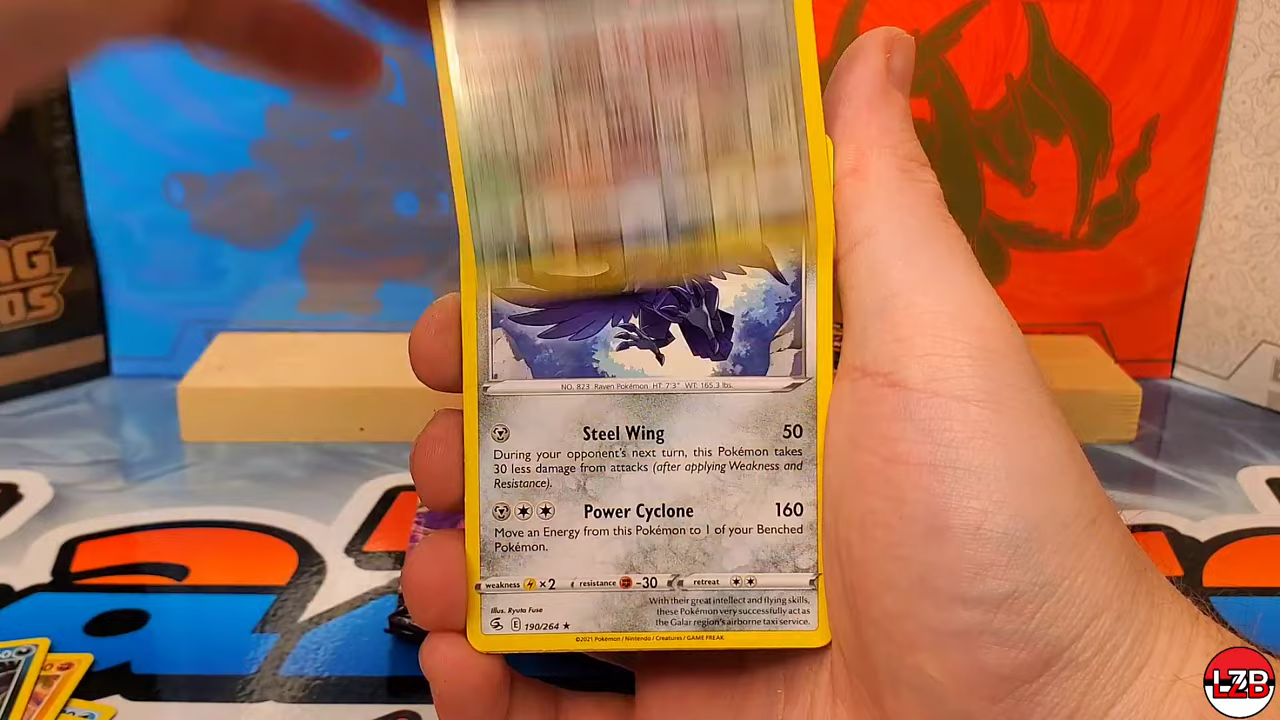 NO. 823 Raven Pokémon HT: 7'3" WT: 165.3 lbs.
Steel Wing 50
During your opponent's next turn, this Pokémon takes
30 less damage from attacks (after applying Weakness and
Resistance).
Power Cyclone 160
Move an Energy from this Pokémon to 1 of your Benched
Pokémon.
weakness ×2 resistance -30 retreat
Illus. Ryuta Fuse
With their great intellect and flying skills,
these Pokémon very successfully act as
the Galar region's airborne taxi service.
E 190/264 ★
©2021 Pokémon / Nintendo / Creatures / GAME FREAK
LZB